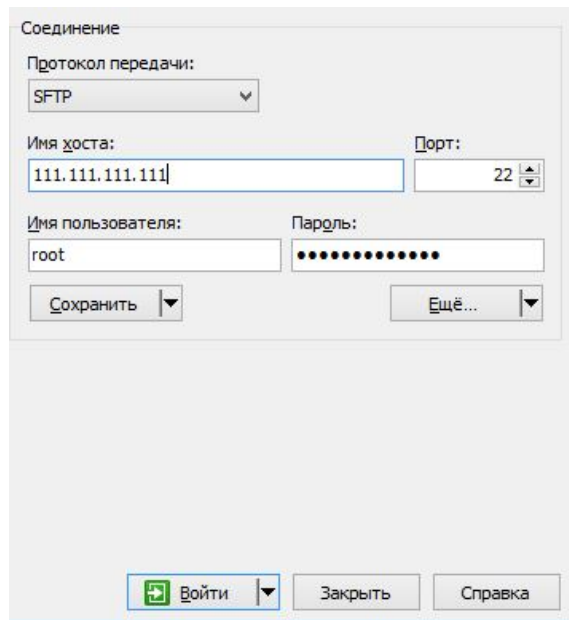 Соединение
Протокол передачи:
SFTP
Имя хоста: Порт:
111.111.111.111 22
Имя пользователя: Пароль:
root ●●●●●●●●●●●●●
Сохранить Ещё...
Войти Закрыть Справка